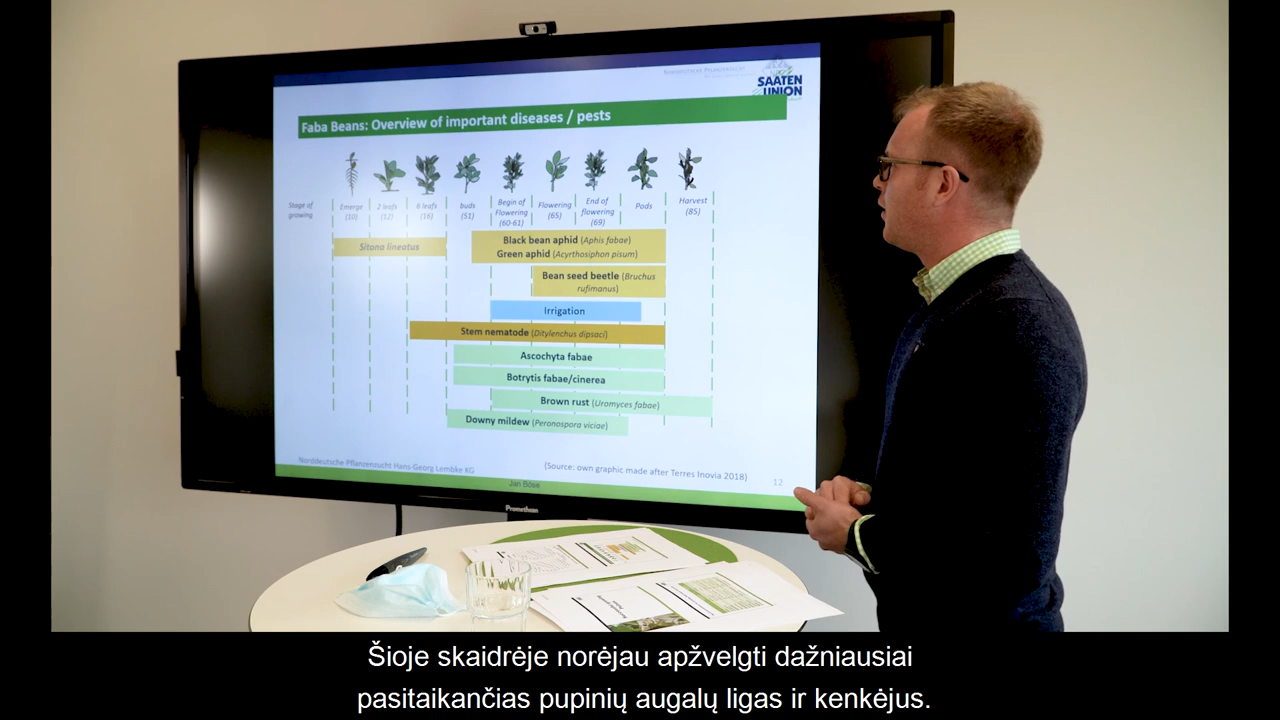 SAATEN
UNION
Faba Beans: Overview of important diseases / pests
Stage of
growing
Emerge
(10)
2 leafs
(12)
6 leafs
(16)
buds
(51)
Begin of
Flowering
(60-61)
Flowering
(65)
End of
flowering
(69)
Pods
Harvest
(85)
Sitona lineatus
Black bean aphid (Aphis fabae)
Green aphid (Acyrthosiphon pisum)
Bean seed beetle (Bruchus
rufimanus)
Irrigation
Stem nematode (Ditylenchus dipsaci)
Ascochyta fabae
Botrytis fabae/cinerea
Brown rust (Uromyces fabae)
Downy mildew (Peronospora viciae)
Norddeutsche Pflanzenzucht Hans-Georg Lembke KG
(Source: own graphic made after Terres Inovia 2018)
12
Promethean
Šioje skaidrėje norėjau apžvelgti dažniausiai
pasitaikančias pupinių augalų ligas ir kenkėjus.